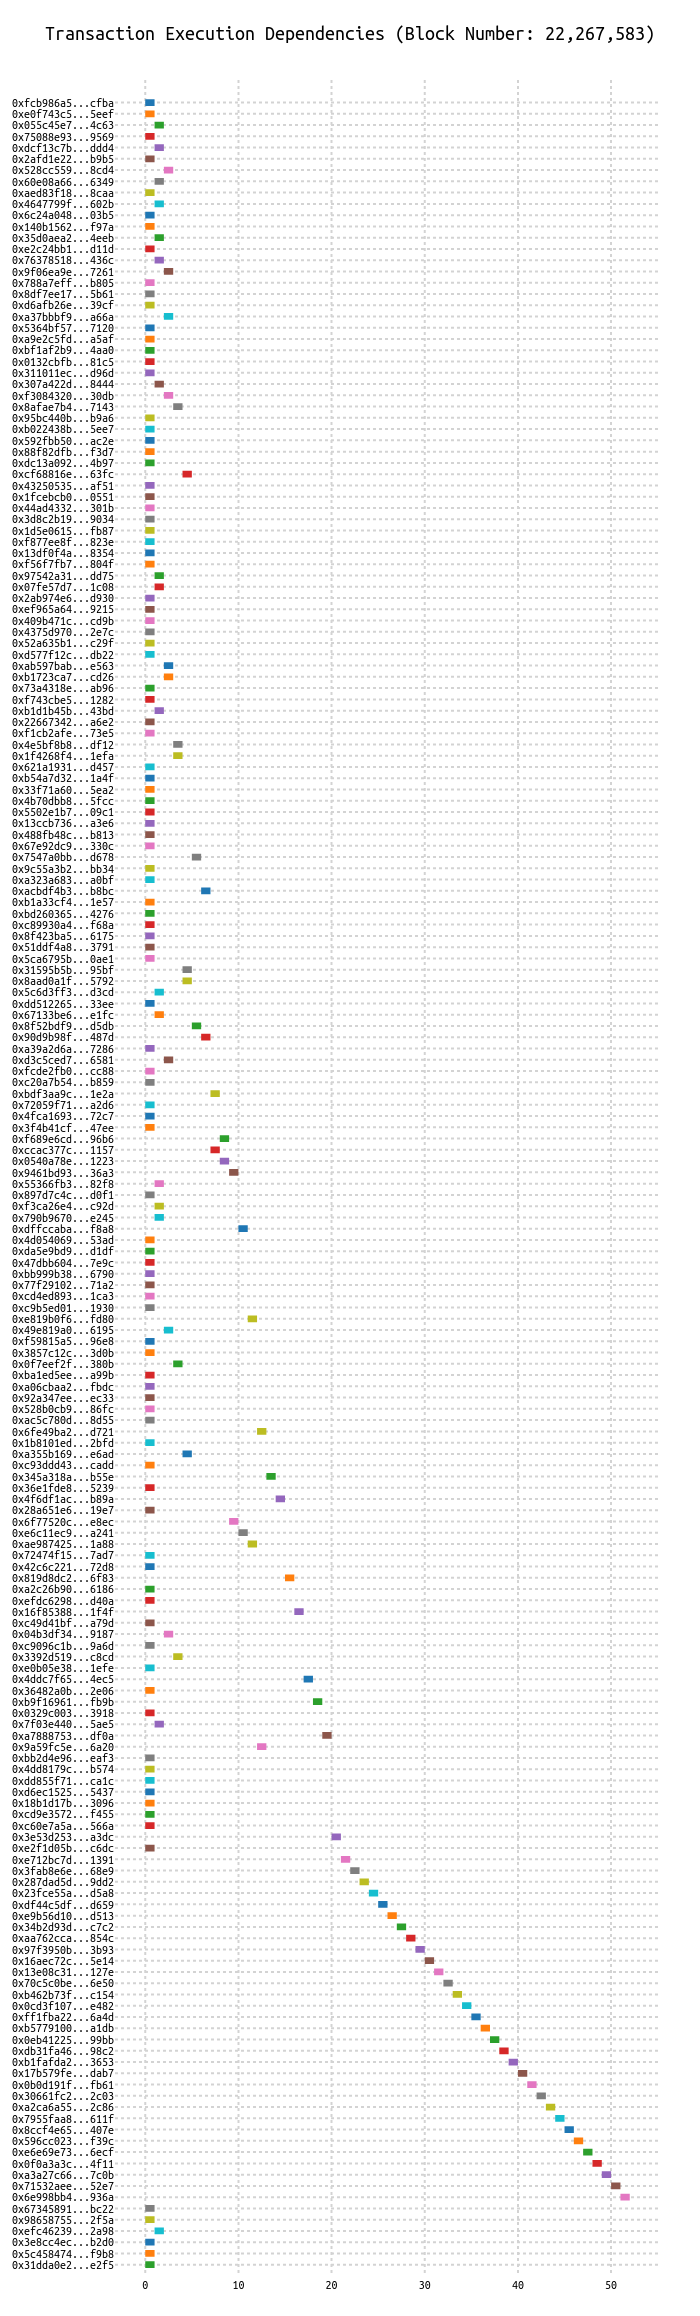 Transaction Execution Dependencies (Block Number: 22,267,583)
0xfcb986a5...cfba
0xe0f743c5...5eef
0x055c45e7...4c63
0x75088e93...9569
0xdcf13c7b...ddd4
0x2afd1e22...b9b5
0x528cc559...8cd4
0x60e08a66...6349
0xaed83f18...8caa
0x4647799f...602b
0x6c24a048...03b5
0x140b1562...f97a
0x35d0aea2...4eeb
0xe2c24bb1...d11d
0x76378518...436c
0x9f06ea9e...7261
0x788a7eff...b805
0x8df7ee17...5b61
0xd6afb26e...39cf
0xa37bbbf9...a66a
0x5364bf57...7120
0xa9e2c5fd...a5af
0xbf1af2b9...4aa0
0x0132cbfb...81c5
0x311011ec...d96d
0x307a422d...8444
0xf3084320...30db
0x8afae7b4...7143
0x95bc440b...b9a6
0xb022438b...5ee7
0x592fbb50...ac2e
0x88f82dfb...f3d7
0xdc13a092...4b97
0xcf68816e...63fc
0x43250535...af51
0x1fcebcb0...0551
0x44ad4332...301b
0x3d8c2b19...9034
0x1d5e0615...fb87
0xf877ee8f...823e
0x13df0f4a...8354
0xf56f7fb7...804f
0x97542a31...dd75
0x07fe57d7...1c08
0x2ab974e6...d930
0xef965a64...9215
0x409b471c...cd9b
0x4375d970...2e7c
0x52a635b1...c29f
0xd577f12c...db22
0xab597bab...e563
0xb1723ca7...cd26
0x73a4318e...ab96
0xf743cbe5...1282
0xb1d1b45b...43bd
0x22667342...a6e2
0xf1cb2afe...73e5
0x4e5bf8b8...df12
0x1f4268f4...1efa
0x621a1931...d457
0xb54a7d32...1a4f
0x33f71a60...5ea2
0x4b70dbb8...5fcc
0x5502e1b7...09c1
0x13ccb736...a3e6
0x488fb48c...b813
0x67e92dc9...330c
0x7547a0bb...d678
0x9c55a3b2...bb34
0xa323a683...a0bf
0xacbdf4b3...b8bc
0xb1a33cf4...1e57
0xbd260365...4276
0xc89930a4...f68a
0x8f423ba5...6175
0x51ddf4a8...3791
0x5ca6795b...0ae1
0x31595b5b...95bf
0x8aad0a1f...5792
0x5c6d3ff3...d3cd
0xdd512265...33ee
0x67133be6...e1fc
0x8f52bdf9...d5db
0x90d9b98f...487d
0xa39a2d6a...7286
0xd3c5ced7...6581
0xfcde2fb0...cc88
0xc20a7b54...b859
0xbdf3aa9c...1e2a
0x72059f71...a2d6
0x4fca1693...72c7
0x3f4b41cf...47ee
0xf689e6cd...96b6
0xccac377c...1157
0x0540a78e...1223
0x9461bd93...36a3
0x55366fb3...82f8
0x897d7c4c...d0f1
0xf3ca26e4...c92d
0x790b9670...e245
0xdffccaba...f8a8
0x4d054069...53ad
0xda5e9bd9...d1df
0x47dbb604...7e9c
0xbb999b38...6790
0x77f29102...71a2
0xcd4ed893...1ca3
0xc9b5ed01...1930
0xe819b0f6...fd80
0x49e819a0...6195
0xf59815a5...96e8
0x3857c12c...3d0b
0x0f7eef2f...380b
0xba1ed5ee...a99b
0xa06cbaa2...fbdc
0x92a347ee...ec33
0x528b0cb9...86fc
0xac5c780d...8d55
0x6fe49ba2...d721
0x1b8101ed...2bfd
0xa355b169...e6ad
0xc93ddd43...cadd
0x345a318a...b55e
0x36e1fde8...5239
0x4f6df1ac...b89a
0x28a651e6...19e7
0x6f77520c...e8ec
0xe6c11ec9...a241
0xae987425...1a88
0x72474f15...7ad7
0x42c6c221...72d8
0x819d8dc2...6f83
0xa2c26b90...6186
0xefdc6298...d40a
0x16f85388...1f4f
0xc49d41bf...a79d
0x04b3df34...9187
0xc9096c1b...9a6d
0x3392d519...c8cd
0xe0b05e38...1efe
0x4ddc7f65...4ec5
0x36482a0b...2e06
0xb9f16961...fb9b
0x0329c003...3918
0x7f03e440...5ae5
0xa7888753...df0a
0x9a59fc5e...6a20
0xbb2d4e96...eaf3
0x4dd8179c...b574
0xdd855f71...ca1c
0xd6ec1525...5437
0x18b1d17b...3096
0xcd9e3572...f455
0xc60e7a5a...566a
0x3e53d253...a3dc
0xe2f1d05b...c6dc
0xe712bc7d...1391
0x3fab8e6e...68e9
0x287dad5d...9dd2
0x23fce55a...d5a8
0xdf44c5df...d659
0xe9b56d10...d513
0x34b2d93d...c7c2
0xaa762cca...854c
0x97f3950b...3b93
0x16aec72c...5e14
0x13e08c31...127e
0x70c5c0be...6e50
0xb462b73f...c154
0x0cd3f107...e482
0xff1fba22...6a4d
0xb5779100...a1db
0x0eb41225...99bb
0xdb31fa46...98c2
0xb1fafda2...3653
0x17b579fe...dab7
0x0b0d191f...fb61
0x30661fc2...2c03
0xa2ca6a55...2c86
0x7955faa8...611f
0x8ccf4e65...407e
0x596cc023...f39c
0xe6e69e73...6ecf
0x0f0a3a3c...4f11
0xa3a27c66...7c0b
0x71532aee...52e7
0x6e998bb4...936a
0x67345891...bc22
0x98658755...2f5a
0xefc46239...2a98
0x3e8cc4ec...b2d0
0x5c458474...f9b8
0x31dda0e2...e2f5
0 10 20 30 40 50